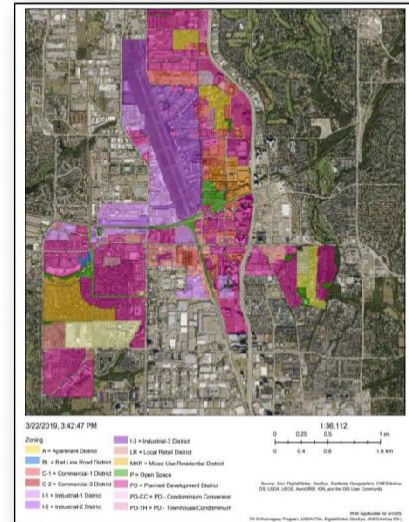 3/22/2019, 3:42:47 PM
1:36,112
Zoning
A = Apartment District
BL = Belt Line Road District
C-1 = Commercial-1 District
C-2 = Commercial-2 District
I-1 = Industrial-1 District
I-2 = Industrial-2 District
I-3 = Industrial-3 District
LR = Local Retail District
MXR = Mixed Use Residential District
P = Open Space
PD = Planned Development District
PD-CC = PD - Condominium Conversion
PD-TH = PD - Townhouse/Condominium
0 0.25 0.5 1 mi
0 0.4 0.8 1.6 km